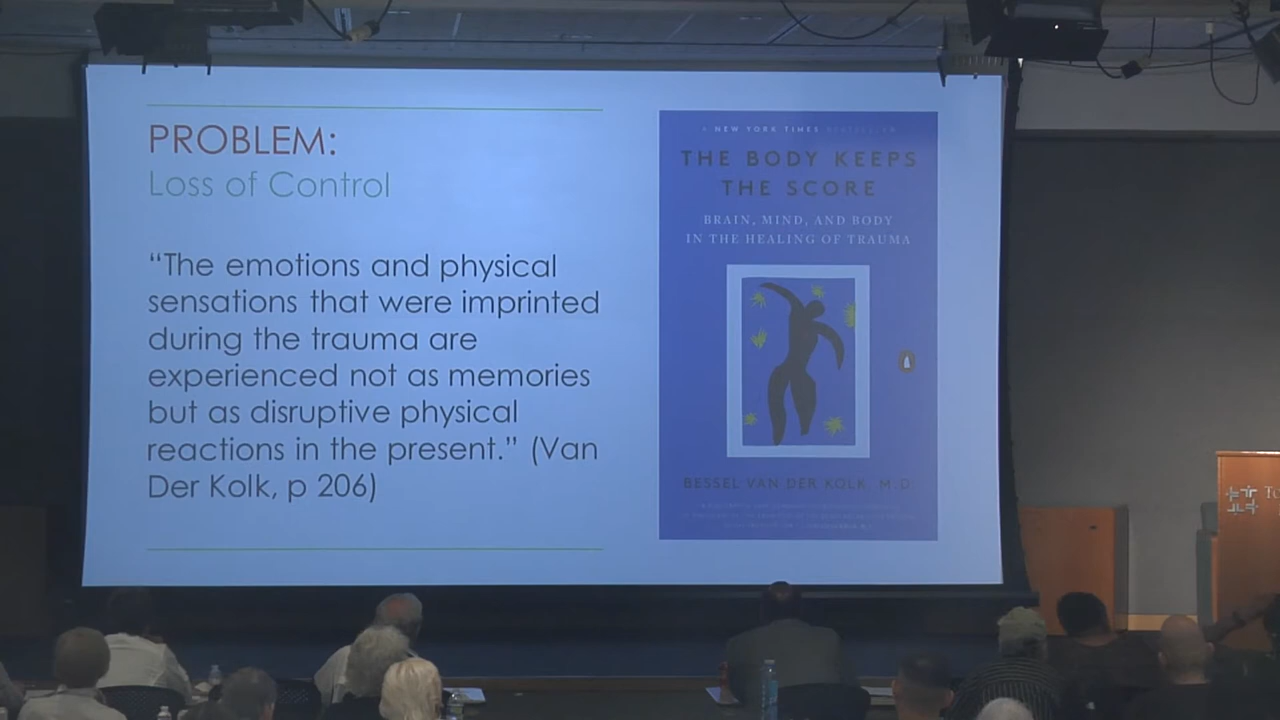 PROBLEM:
Loss of Control
“The emotions and physical
sensations that were imprinted
during the trauma are
experienced not as memories
but as disruptive physical
reactions in the present.” (Van
Der Kolk, p 206)
NEW YORK TIMES BESTSELLER
THE BODY KEEPS
THE SCORE
BRAIN, MIND, AND BODY
IN THE HEALING OF TRAUMA
BESSEL VAN DER KOLK, M.D.